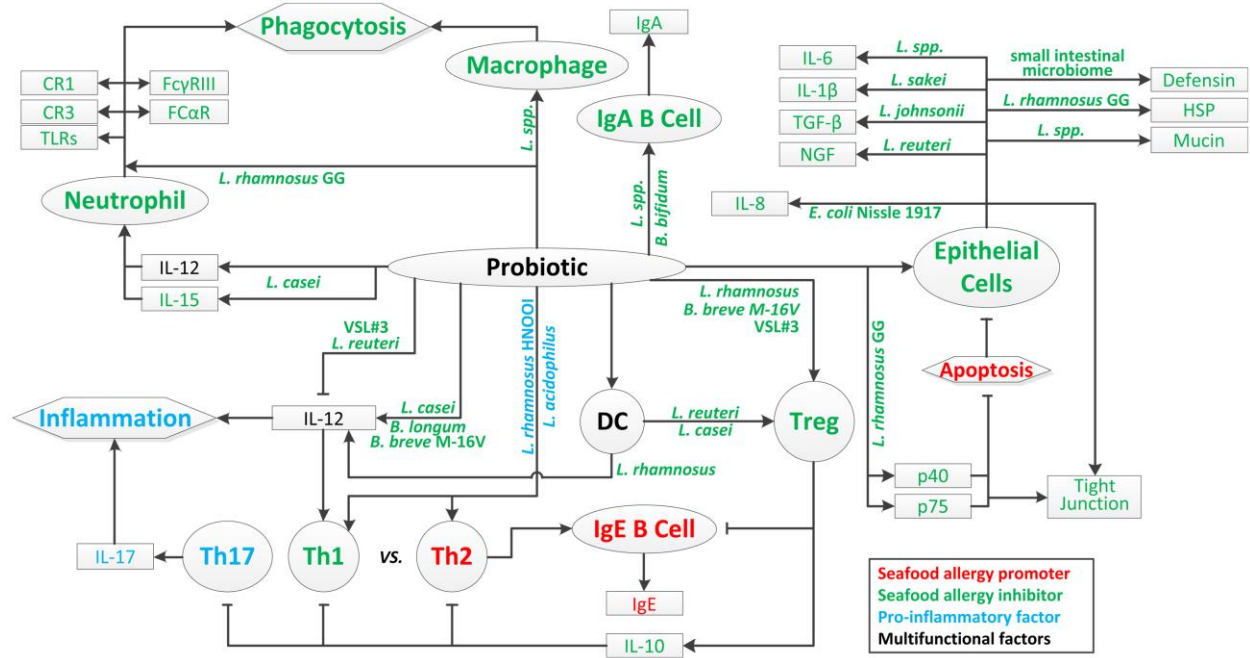 Phagocytosis
Macrophage
CR1
FcγRIII
CR3
FCαR
TLRs
L. spp.
L. rhamnosus GG
Neutrophil
IgA
IgA B Cell
L. spp.
B. bifidum
IL-6
L. spp.
IL-1β
L. sakei
TGF-β
L. johnsonii
NGF
L. reuteri
small intestinal
microbiome
Defensin
L. rhamnosus GG
HSP
L. spp.
Mucin
IL-8
E. coli Nissle 1917
Epithelial
Cells
Probiotic
IL-12
IL-15
L. casei
VSL#3
L. reuteri
L. rhamnosus HNOOI
L. acidophilus
L. rhamnosus
B. breve M-16V
VSL#3
L. rhamnosus GG
Apoptosis
Inflammation
IL-12
L. casei
B. longum
B. breve M-16V
DC
L. reuteri
L. casei
Treg
L. rhamnosus
p40
p75
Tight
Junction
IL-17
Th17
Th1
vs.
Th2
IgE B Cell
IgE
IL-10
Seafood allergy promoter
Seafood allergy inhibitor
Pro-inflammatory factor
Multifunctional factors